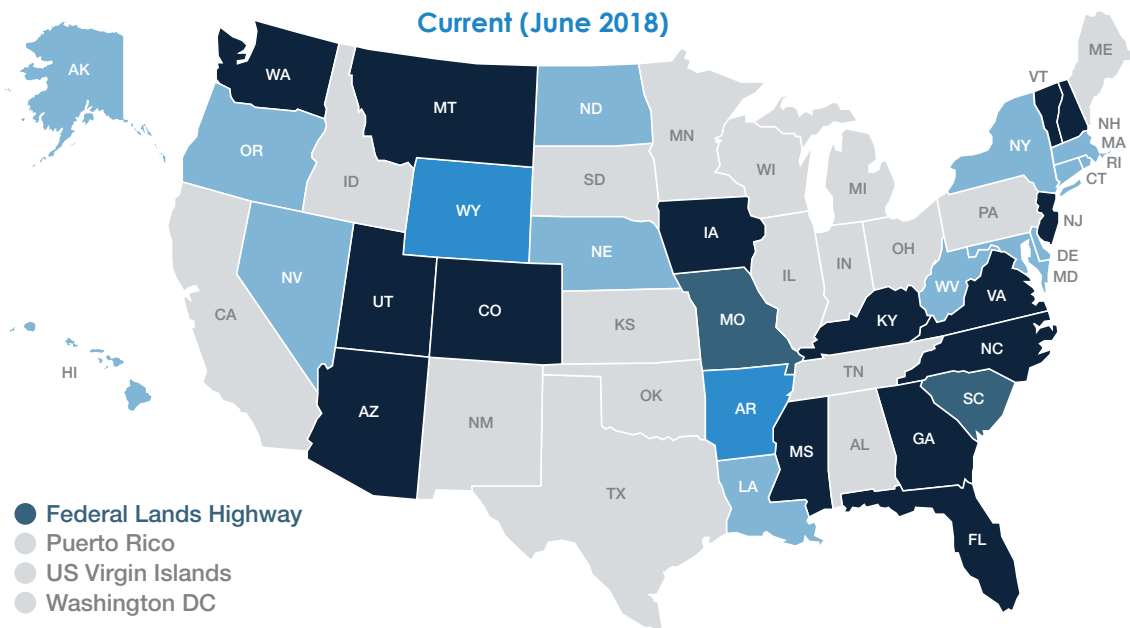 Current (June 2018)
AK
WA
MT
ND
MN
ME
VT
NH
MA
RI
CT
NY
OR
ID
WY
SD
WI
MI
PA
NJ
DE
MD
IA
NE
NV
UT
CO
CA
IL
IN
OH
WV
VA
KY
NC
KS
MO
TN
SC
HI
AZ
NM
OK
AR
MS
AL
GA
LA
TX
FL
Federal Lands Highway
Puerto Rico
US Virgin Islands
Washington DC